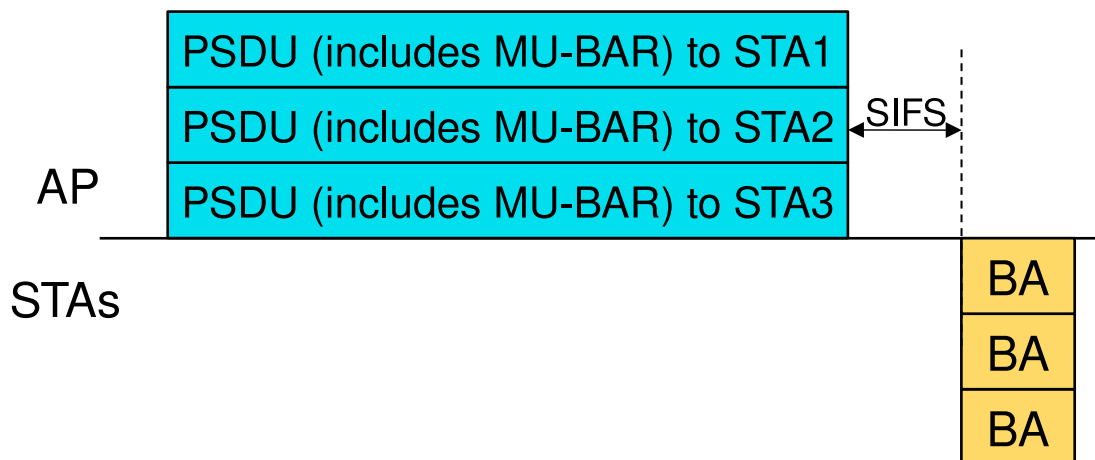 PSDU (includes MU-BAR) to STA1
PSDU (includes MU-BAR) to STA2
SIFS
AP
PSDU (includes MU-BAR) to STA3
STAs
BA
BA
BA